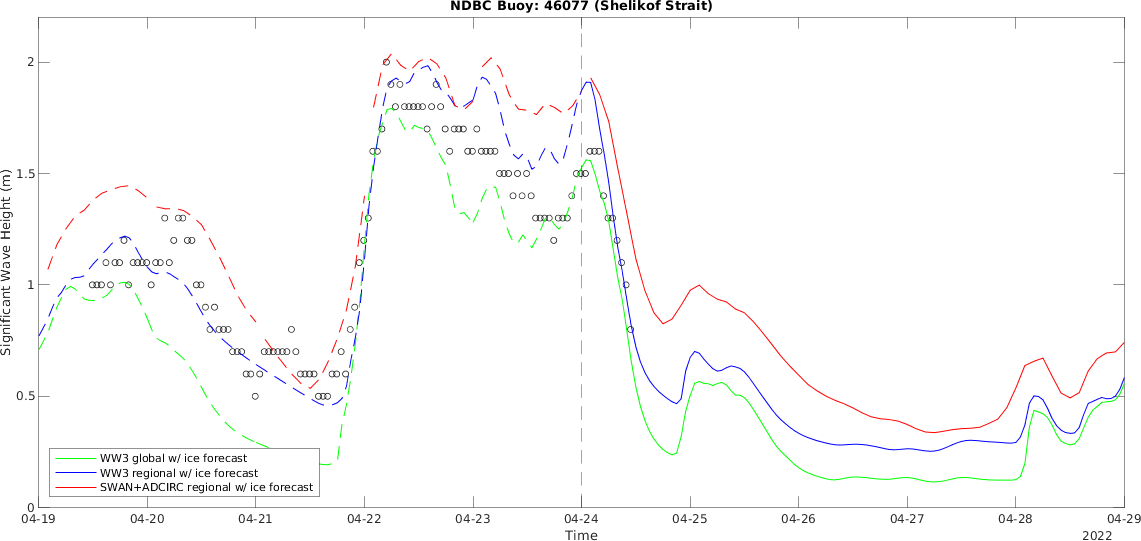 NDBC Buoy: 46077 (Shelikof Strait)
2
1.5
1
0.5
0
Significant Wave Height (m)
WW3 global w/ ice forecast
WW3 regional w/ ice forecast
SWAN+ADCIRC regional w/ ice forecast
04-19 04-20 04-21 04-22 04-23 04-24 04-25 04-26 04-27 04-28 04-29
Time
2022